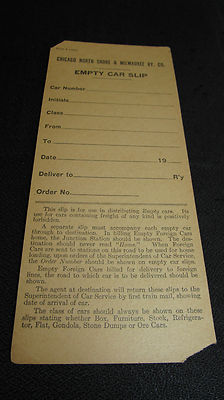 CHICAGO NORTH SHORE & MILWAUKEE RY. CO.
EMPTY CAR SLIP
Car Number
Initials
Class
From
To
Date 19
Deliver to R'y
Order No.
This slip is for use in distributing Empty cars. Its
use for cars containing freight of any kind is positively
forbidden.
A separate slip must accompany each empty car
through to destination. In billing Empty Foreign Cars
home, the Junction Station should be shown. The des-
tination should never read "Home." When Foreign
Cars are sent to stations on this road to be used for home
loading, upon orders of the Superintendent of Car Service,
the Order Number should be shown on empty car slips.
Empty Foreign Cars billed for delivery to foreign
lines, the road to which car is to be delivered should be
shown.
The agent at destination will return these slips to the
Superintendent of Car Service by first train mail, showing
date of arrival of car.
The class of cars should always be shown on these
slips stating whether Box, Furniture, Stock, Refrigera-
tor, Flat, Gondola, Stone Dumps or Ore Cars.